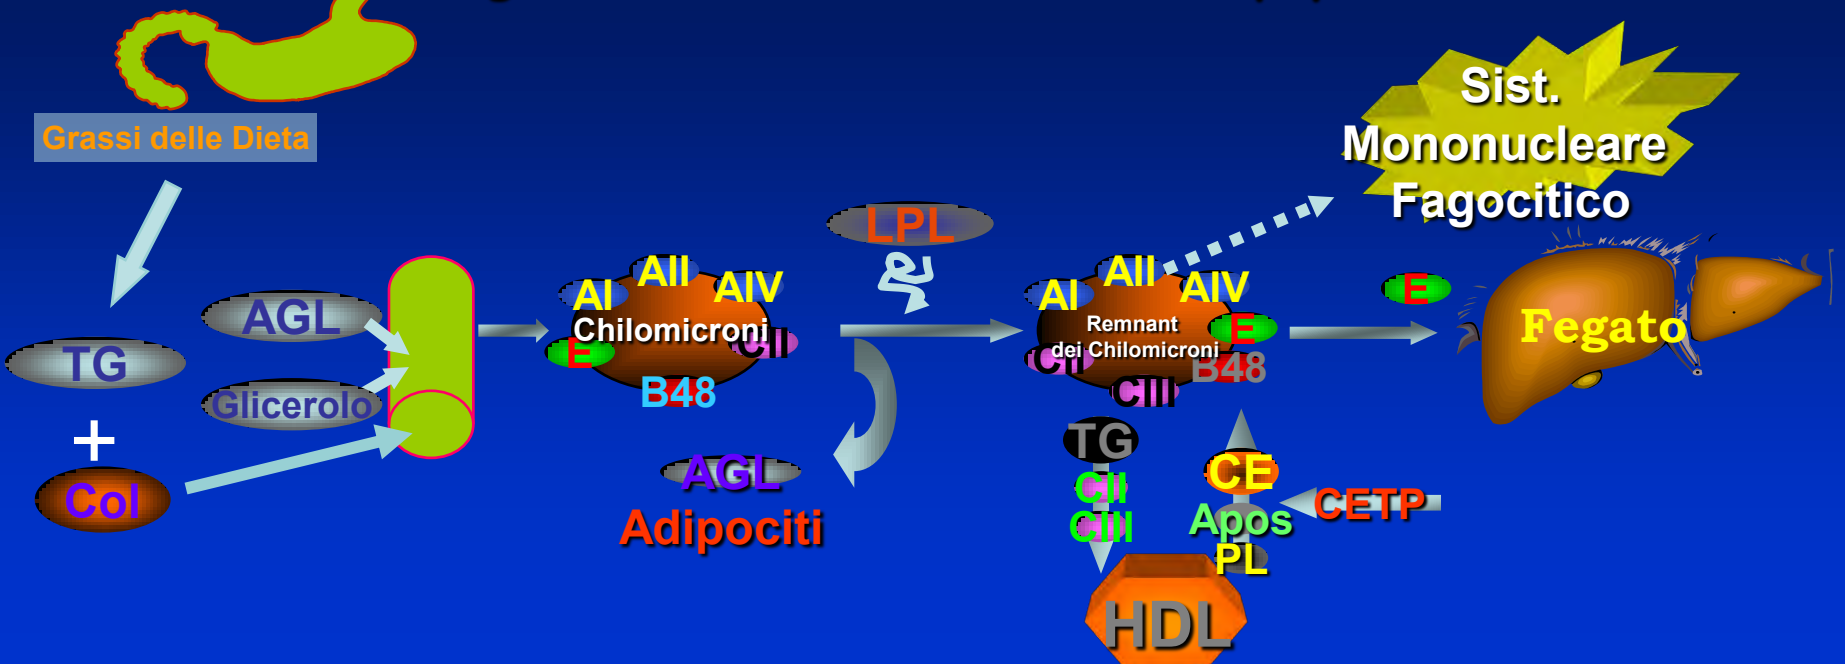 Grassi delle Dieta
TG
+
Col
AGL
Glicerolo
AI
AII
AIV
Chilomicroni
E
CII
B48
LPL
AGL
Adipociti
AI
AII
AIV
Remnant
dei Chilomicroni
E
CII
CIII
B48
TG
CII
CIII
CE
Apos
PL
CETP
HDL
Sist.
Mononucleare
Fagocitico
E
Fegato